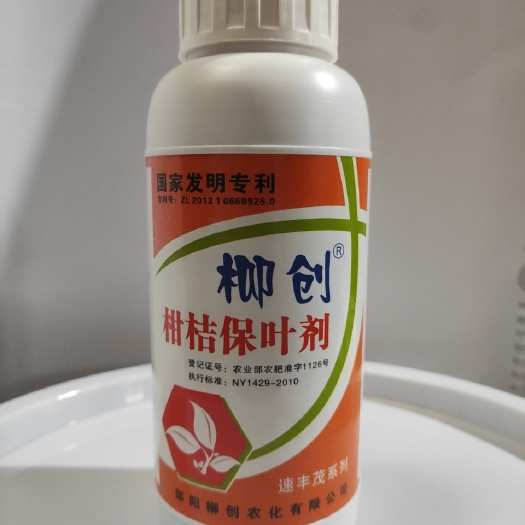 国家发明专利
专利号：ZL 2013 1 0669925.0
柳创®
柑桔保叶剂
登记证号：农业部农肥准字1126号
执行标准：NY1429-2010
速丰茂系列
郧阳柳创农化有限公司